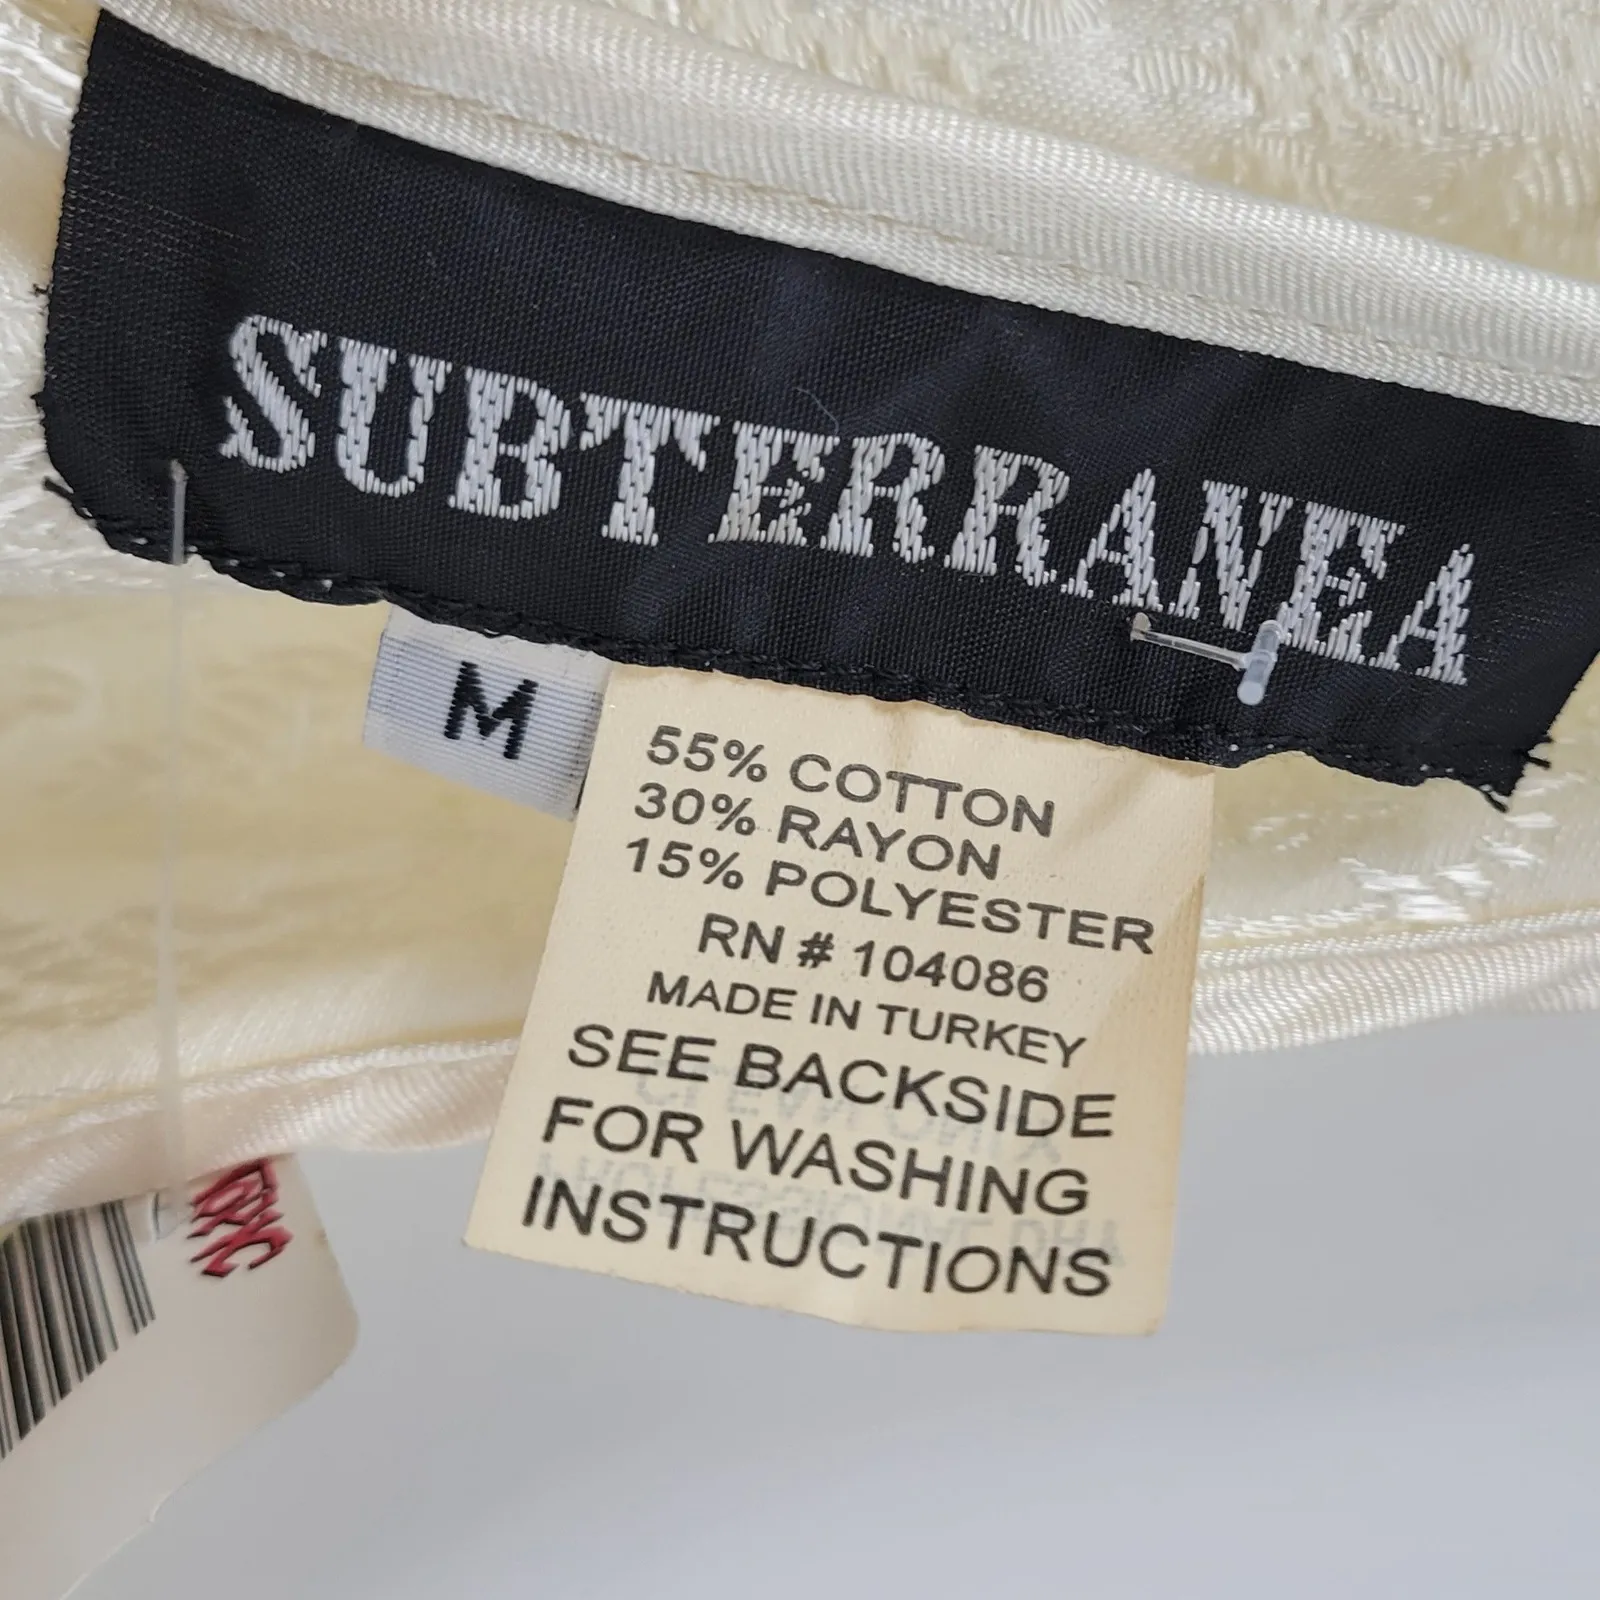 SUBTERRANEA
M
55% COTTON
30% RAYON
15% POLYESTER
RN # 104086
MADE IN TURKEY
SEE BACKSIDE
FOR WASHING
INSTRUCTIONS